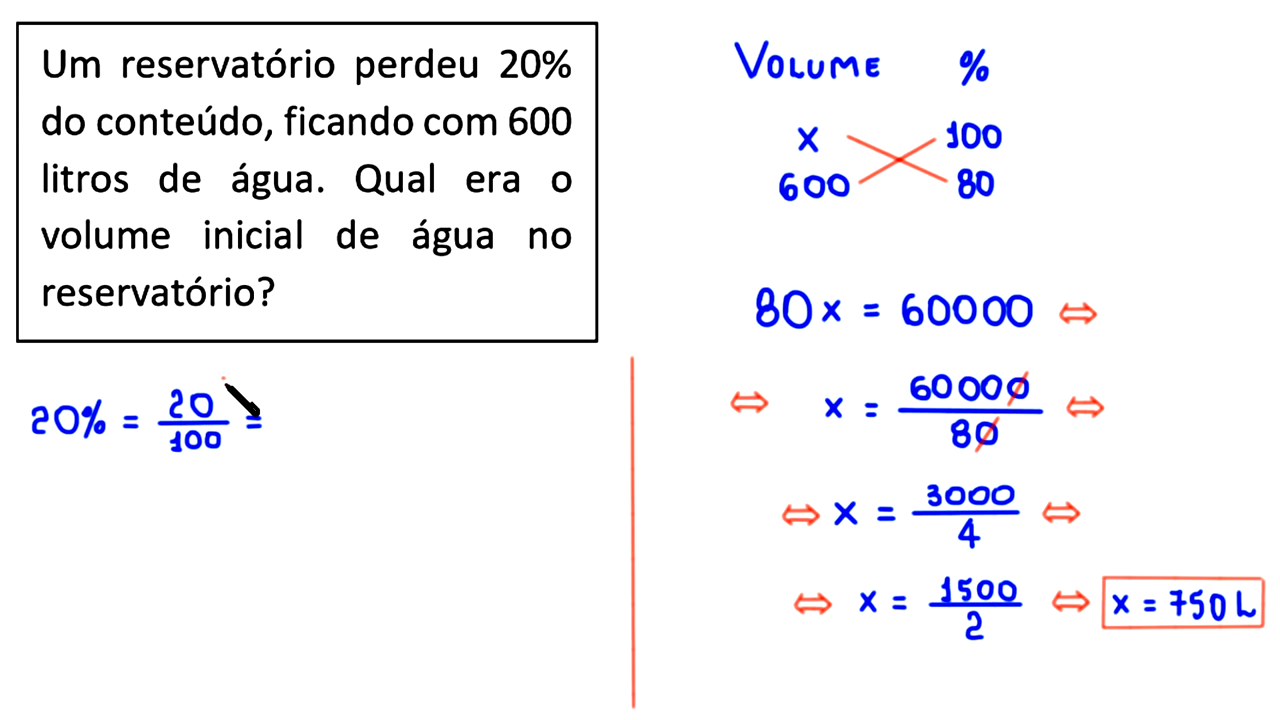 Um reservatório perdeu 20%
do conteúdo, ficando com 600
litros de água. Qual era o
volume inicial de água no
reservatório?
20% = 20/100 =
VOLUME %
x 100
600 80
80x = 60000 ⇔
⇔ x = 60000/80 ⇔
⇔ x = 3000/4 ⇔
⇔ x = 1500/2 ⇔ x = 750L